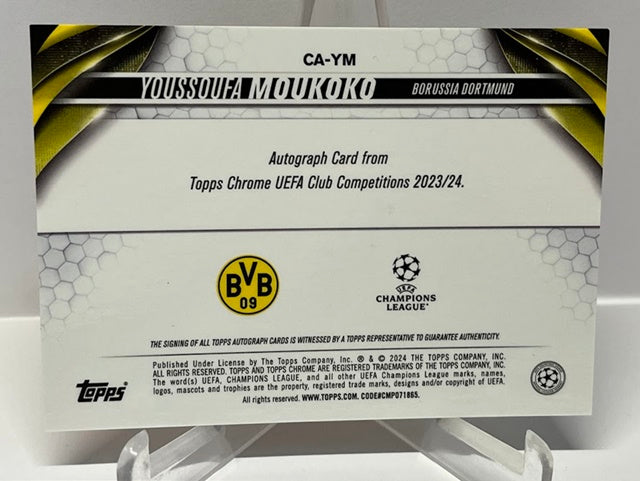 CA-YM
YOUSSOUFA MOUKOKO BORUSSIA DORTMUND
Autograph Card from
Topps Chrome UEFA Club Competitions 2023/24.
BVB
09
UEFA
CHAMPIONS
LEAGUE
THE SIGNING OF ALL TOPPS AUTOGRAPH CARDS IS WITNESSED BY A TOPPS REPRESENTATIVE TO GUARANTEE AUTHENTICITY.
Published Under License by The Topps Company, Inc. ® & © 2024 THE TOPPS COMPANY, INC.
ALL RIGHTS RESERVED. TOPPS AND TOPPS CHROME ARE REGISTERED TRADEMARKS OF THE TOPPS COMPANY, INC.
The word(s) UEFA, CHAMPIONS LEAGUE, and all other UEFA Champions League marks, names,
logos, mascots and trophies are the property, registered trade marks, designs and/or copyright of UEFA.
All rights reserved. WWW.TOPPS.COM. CODE#CMP071865.
Topps